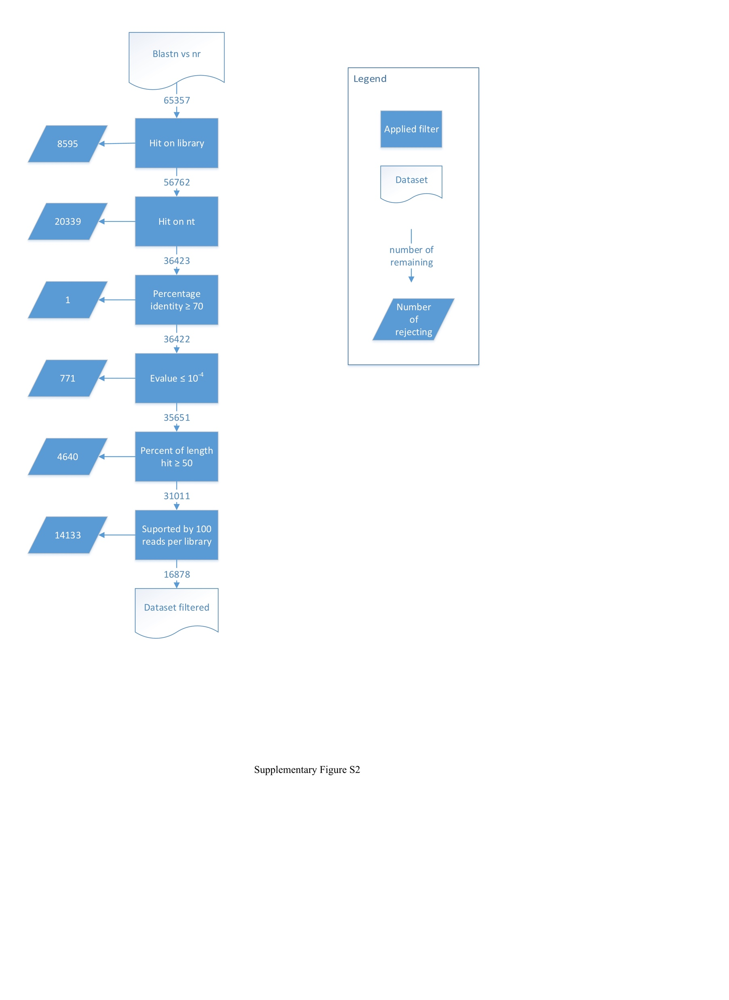 Blastn vs nr
65357
Hit on library
8595
56762
Hit on nt
20339
36423
Percentage
identity ≥ 70
1
36422
Evalue ≤ 10⁻⁴
771
35651
Percent of length
hit ≥ 50
4640
31011
Suported by 100
reads per library
14133
16878
Dataset filtered
Legend
Applied filter
Dataset
number of
remaining
Number
of
rejecting
Supplementary Figure S2